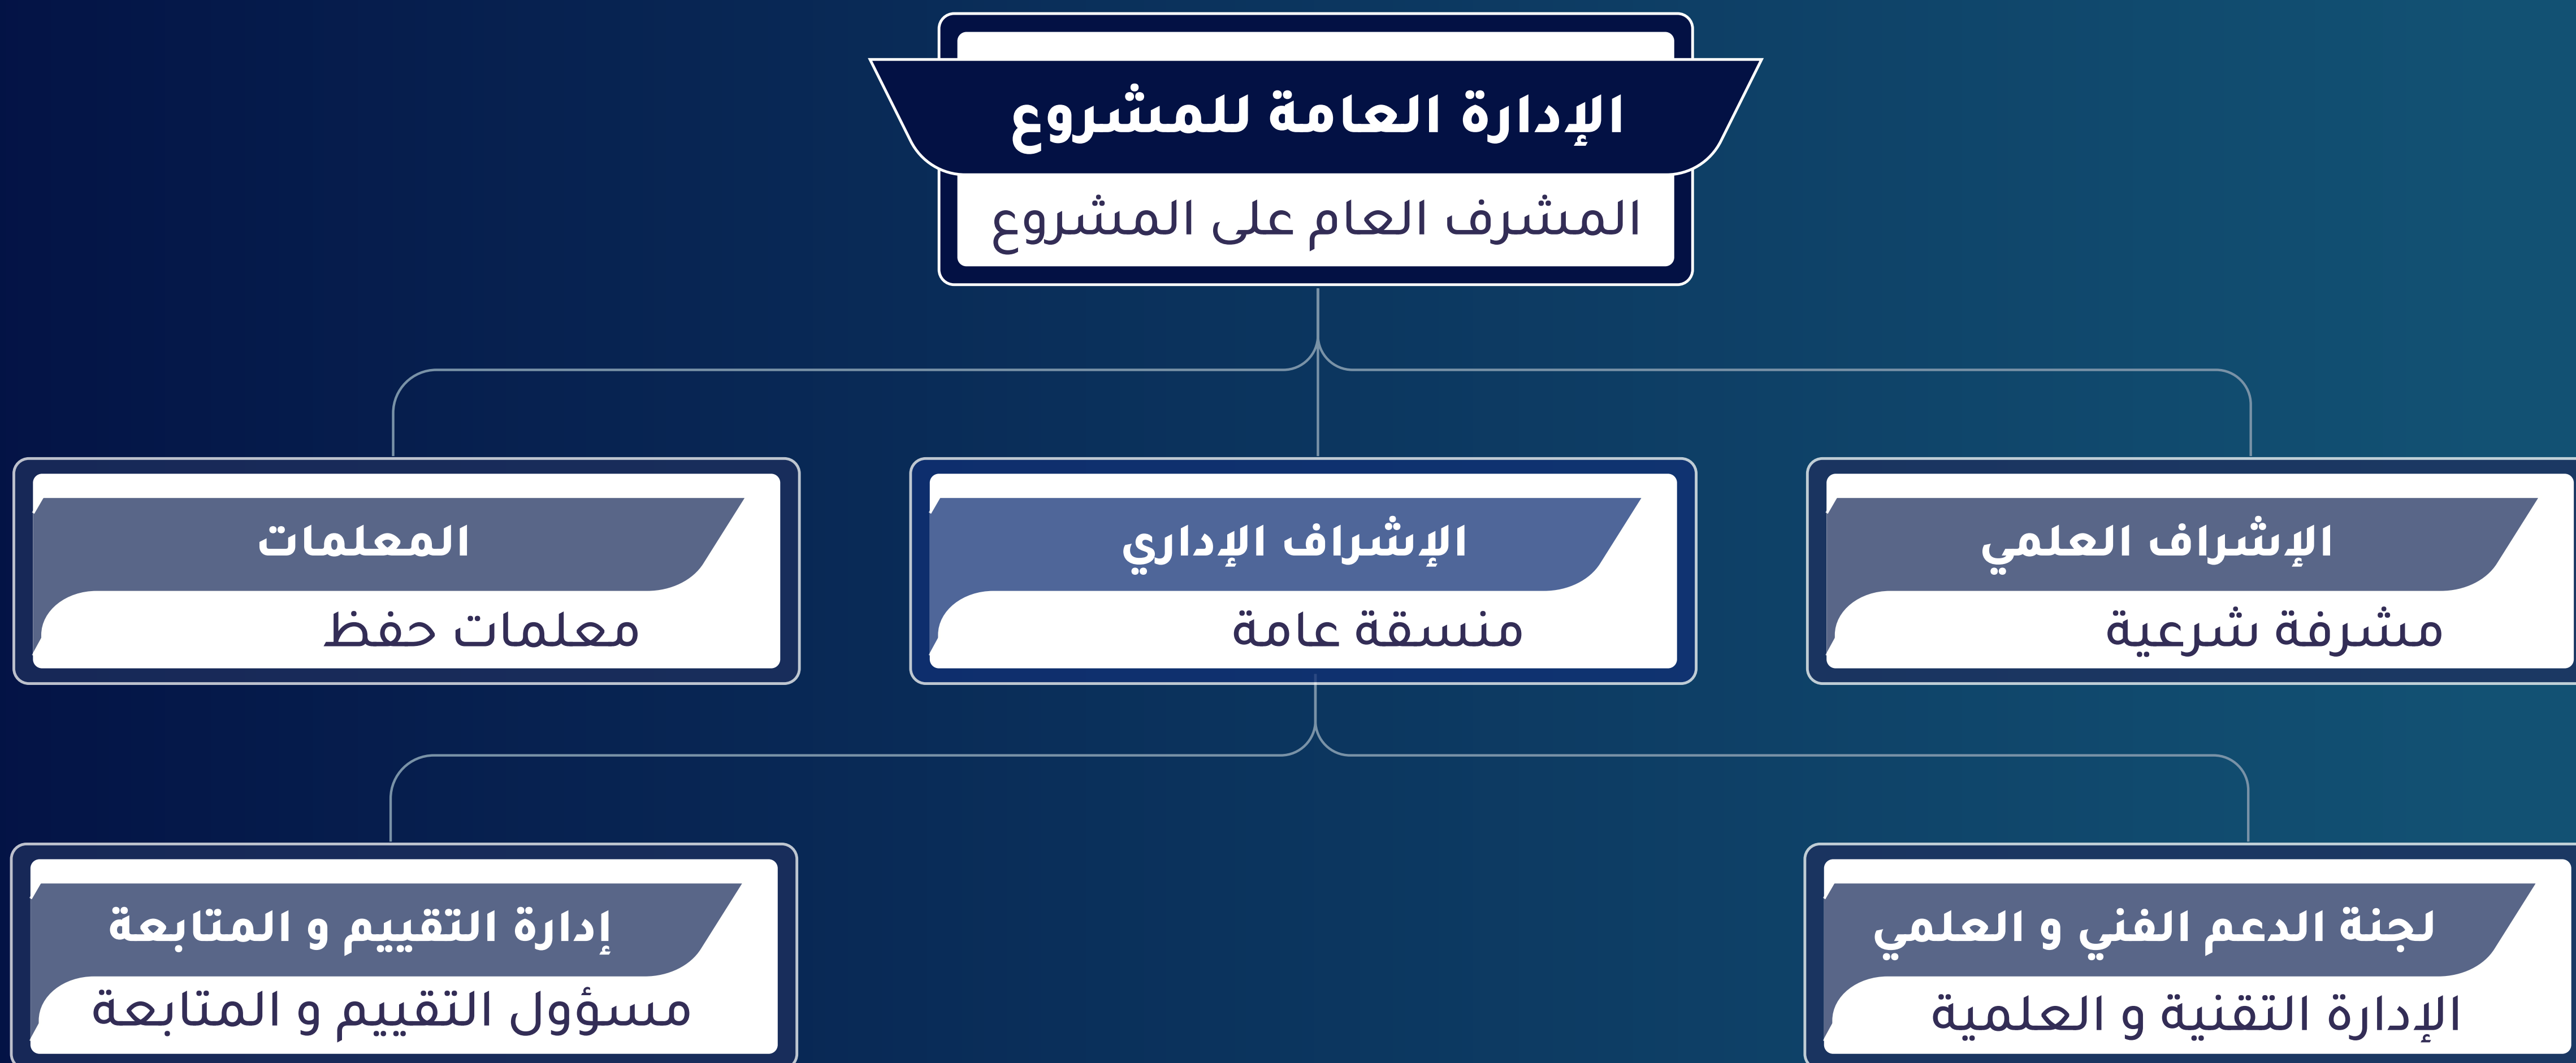 الإدارة العامة للمشروع
المشرف العام على المشروع
الإشراف العلمي
مشرفة شرعية
الإشراف الإداري
منسقة عامة
المعلمات
معلمات حفظ
لجنة الدعم الفني و العلمي
الإدارة التقنية و العلمية
إدارة التقييم و المتابعة
مسؤول التقييم و المتابعة